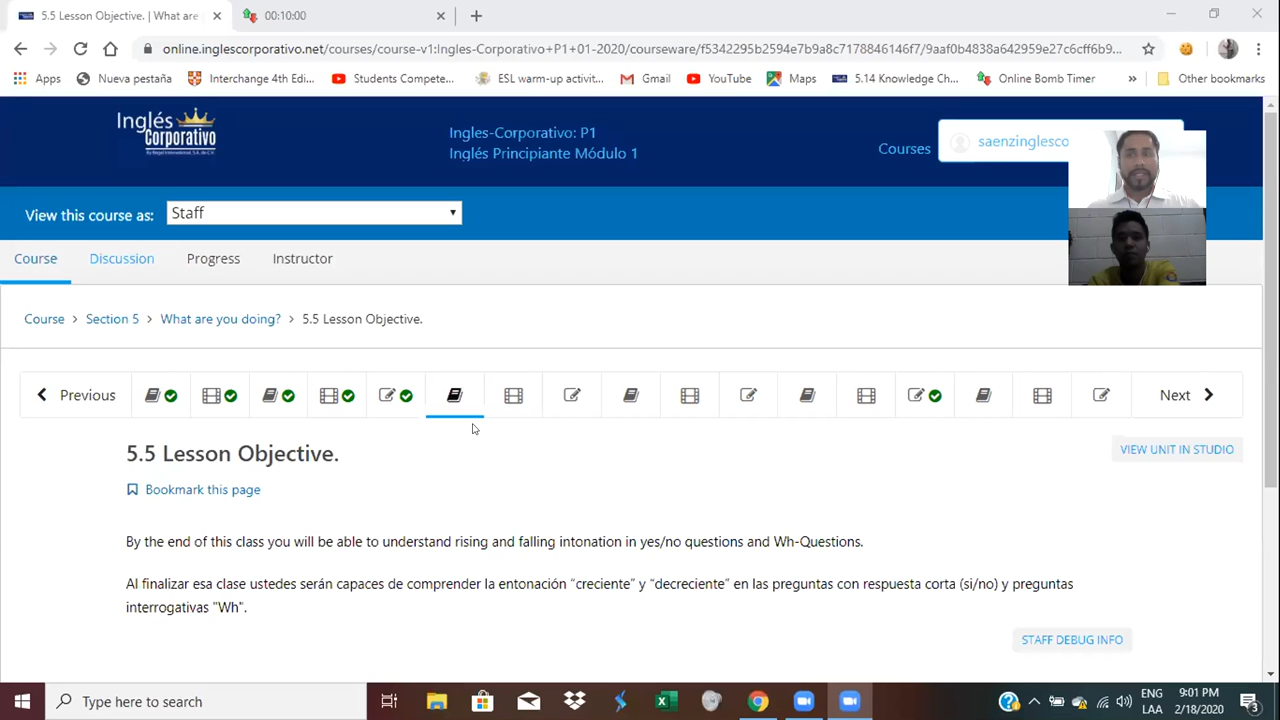 5.5 Lesson Objective. | What are
00:10:00
online.inglescorporativo.net/courses/course-v1:Ingles-Corporativo+P1+01-2020/courseware/f5342295b2594e7b9a8c7178846146f7/9aaf0b4838a642959e27c6cff6b9...
Apps Nueva pestaña Interchange 4th Edi... Students Compete... ESL warm-up activit... Gmail YouTube Maps 5.14 Knowledge Ch... Online Bomb Timer » Other bookmarks
Inglés
Corporativo
Ingles-Corporativo: P1
Inglés Principiante Módulo 1
Courses saenzinglesco
View this course as: Staff
Course Discussion Progress Instructor
Course > Section 5 > What are you doing? > 5.5 Lesson Objective.
Previous Next
5.5 Lesson Objective.
VIEW UNIT IN STUDIO
Bookmark this page
By the end of this class you will be able to understand rising and falling intonation in yes/no questions and Wh-Questions.
Al finalizar esa clase ustedes serán capaces de comprender la entonación “creciente” y “decreciente” en las preguntas con respuesta corta (si/no) y preguntas
interrogativas "Wh".
STAFF DEBUG INFO
Type here to search
ENG 9:01 PM
LAA 2/18/2020
3